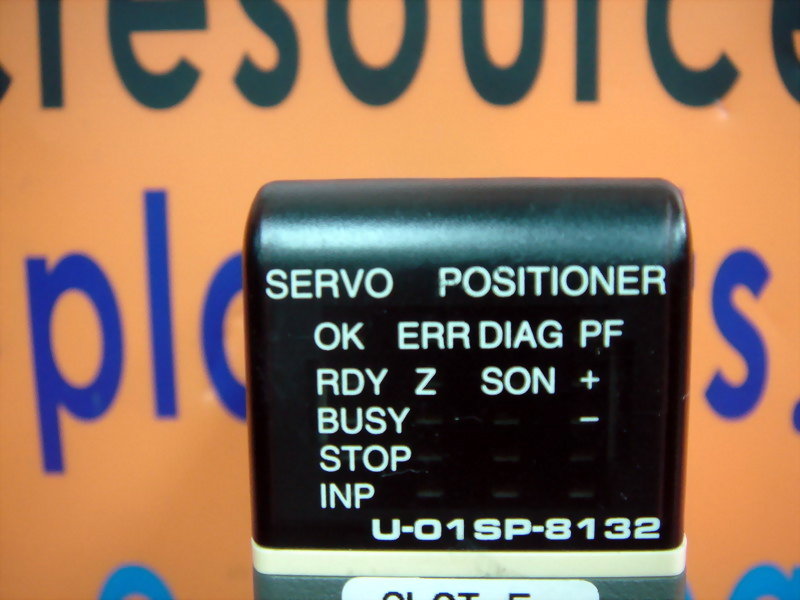 SERVO POSITIONER
OK ERR DIAG PF
RDY Z SON +
BUSY -
STOP
INP
U-01SP-8132